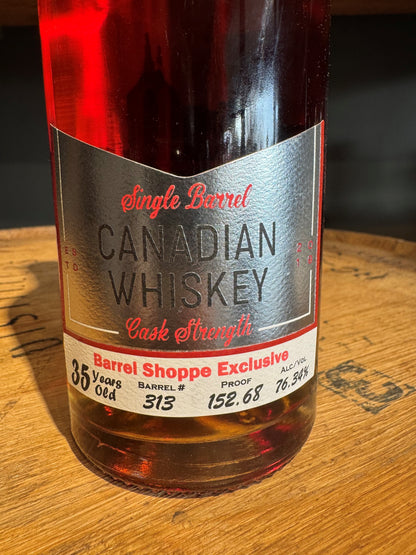 Single Barrel
CANADIAN
WHISKEY
Cask Strength
Barrel Shoppe Exclusive
35 Years Old
BARREL # 313
PROOF 152.68
ALC/VOL 76.34%